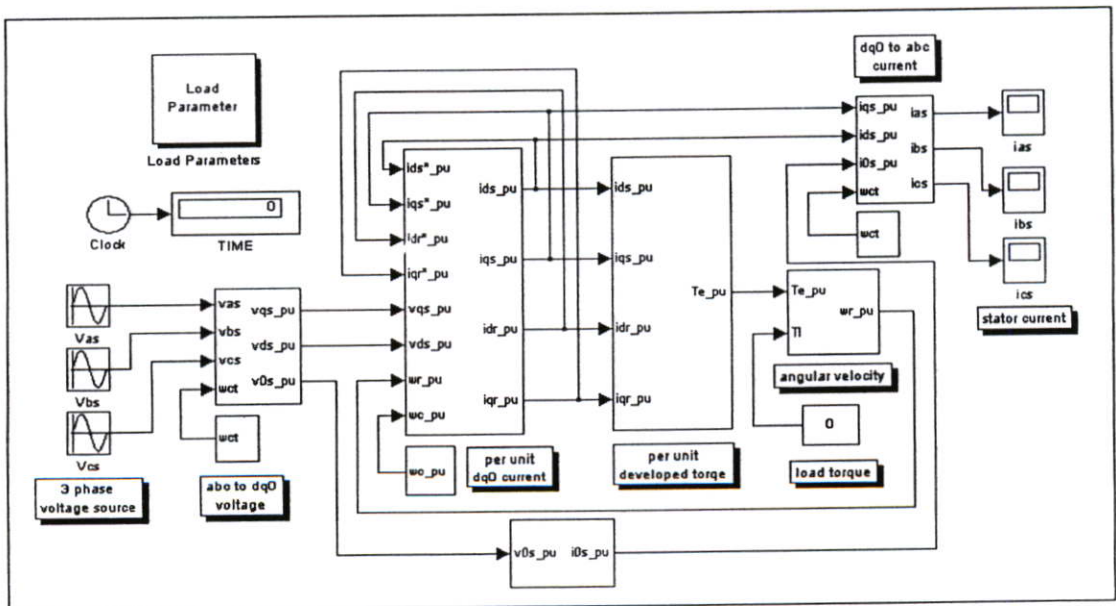 Load
Parameter
Load Parameters
Clock
0
TIME
Vas
Vbs
Vcs
3 phase
voltage source
vas
vbs
vcs
wct
vqs_pu
vds_pu
v0s_pu
wct
abo to dq0
voltage
ids*_pu
iqs*_pu
idr*_pu
iqr*_pu
vqs_pu
vds_pu
wr_pu
wc_pu
ids_pu
iqs_pu
idr_pu
iqr_pu
wc_pu
per unit
dq0 current
ids_pu
iqs_pu
idr_pu
iqr_pu
Te_pu
per unit
developed torqe
v0s_pu
i0s_pu
Te_pu
Tl
wr_pu
angular velocity
0
load torque
dq0 to abc
current
iqs_pu
ids_pu
i0s_pu
wct
ias
ibs
ics
wct
ias
ibs
ics
stator current